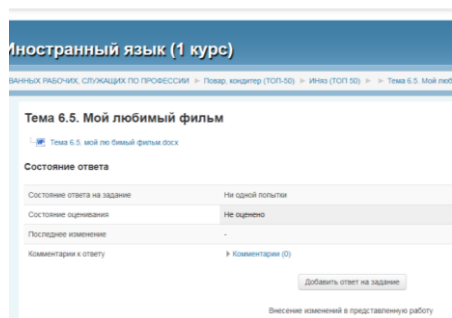 Иностранный язык (1 курс)
ВАННЫХ РАБОЧИХ, СЛУЖАЩИХ ПО ПРОФЕССИИ ► Повар, кондитер (ТОП-50) ► ИНяз (ТОП 50) ► ► Тема 6.5. Мой люб
Тема 6.5. Мой любимый фильм
Тема 6.5. мой лю бимый фильм.docx
Состояние ответа
Состояние ответа на задание Ни одной попытки
Состояние оценивания Не оценено
Последнее изменение -
Комментарии к ответу Комментарии (0)
Добавить ответ на задание
Внесение изменений в представленную работу